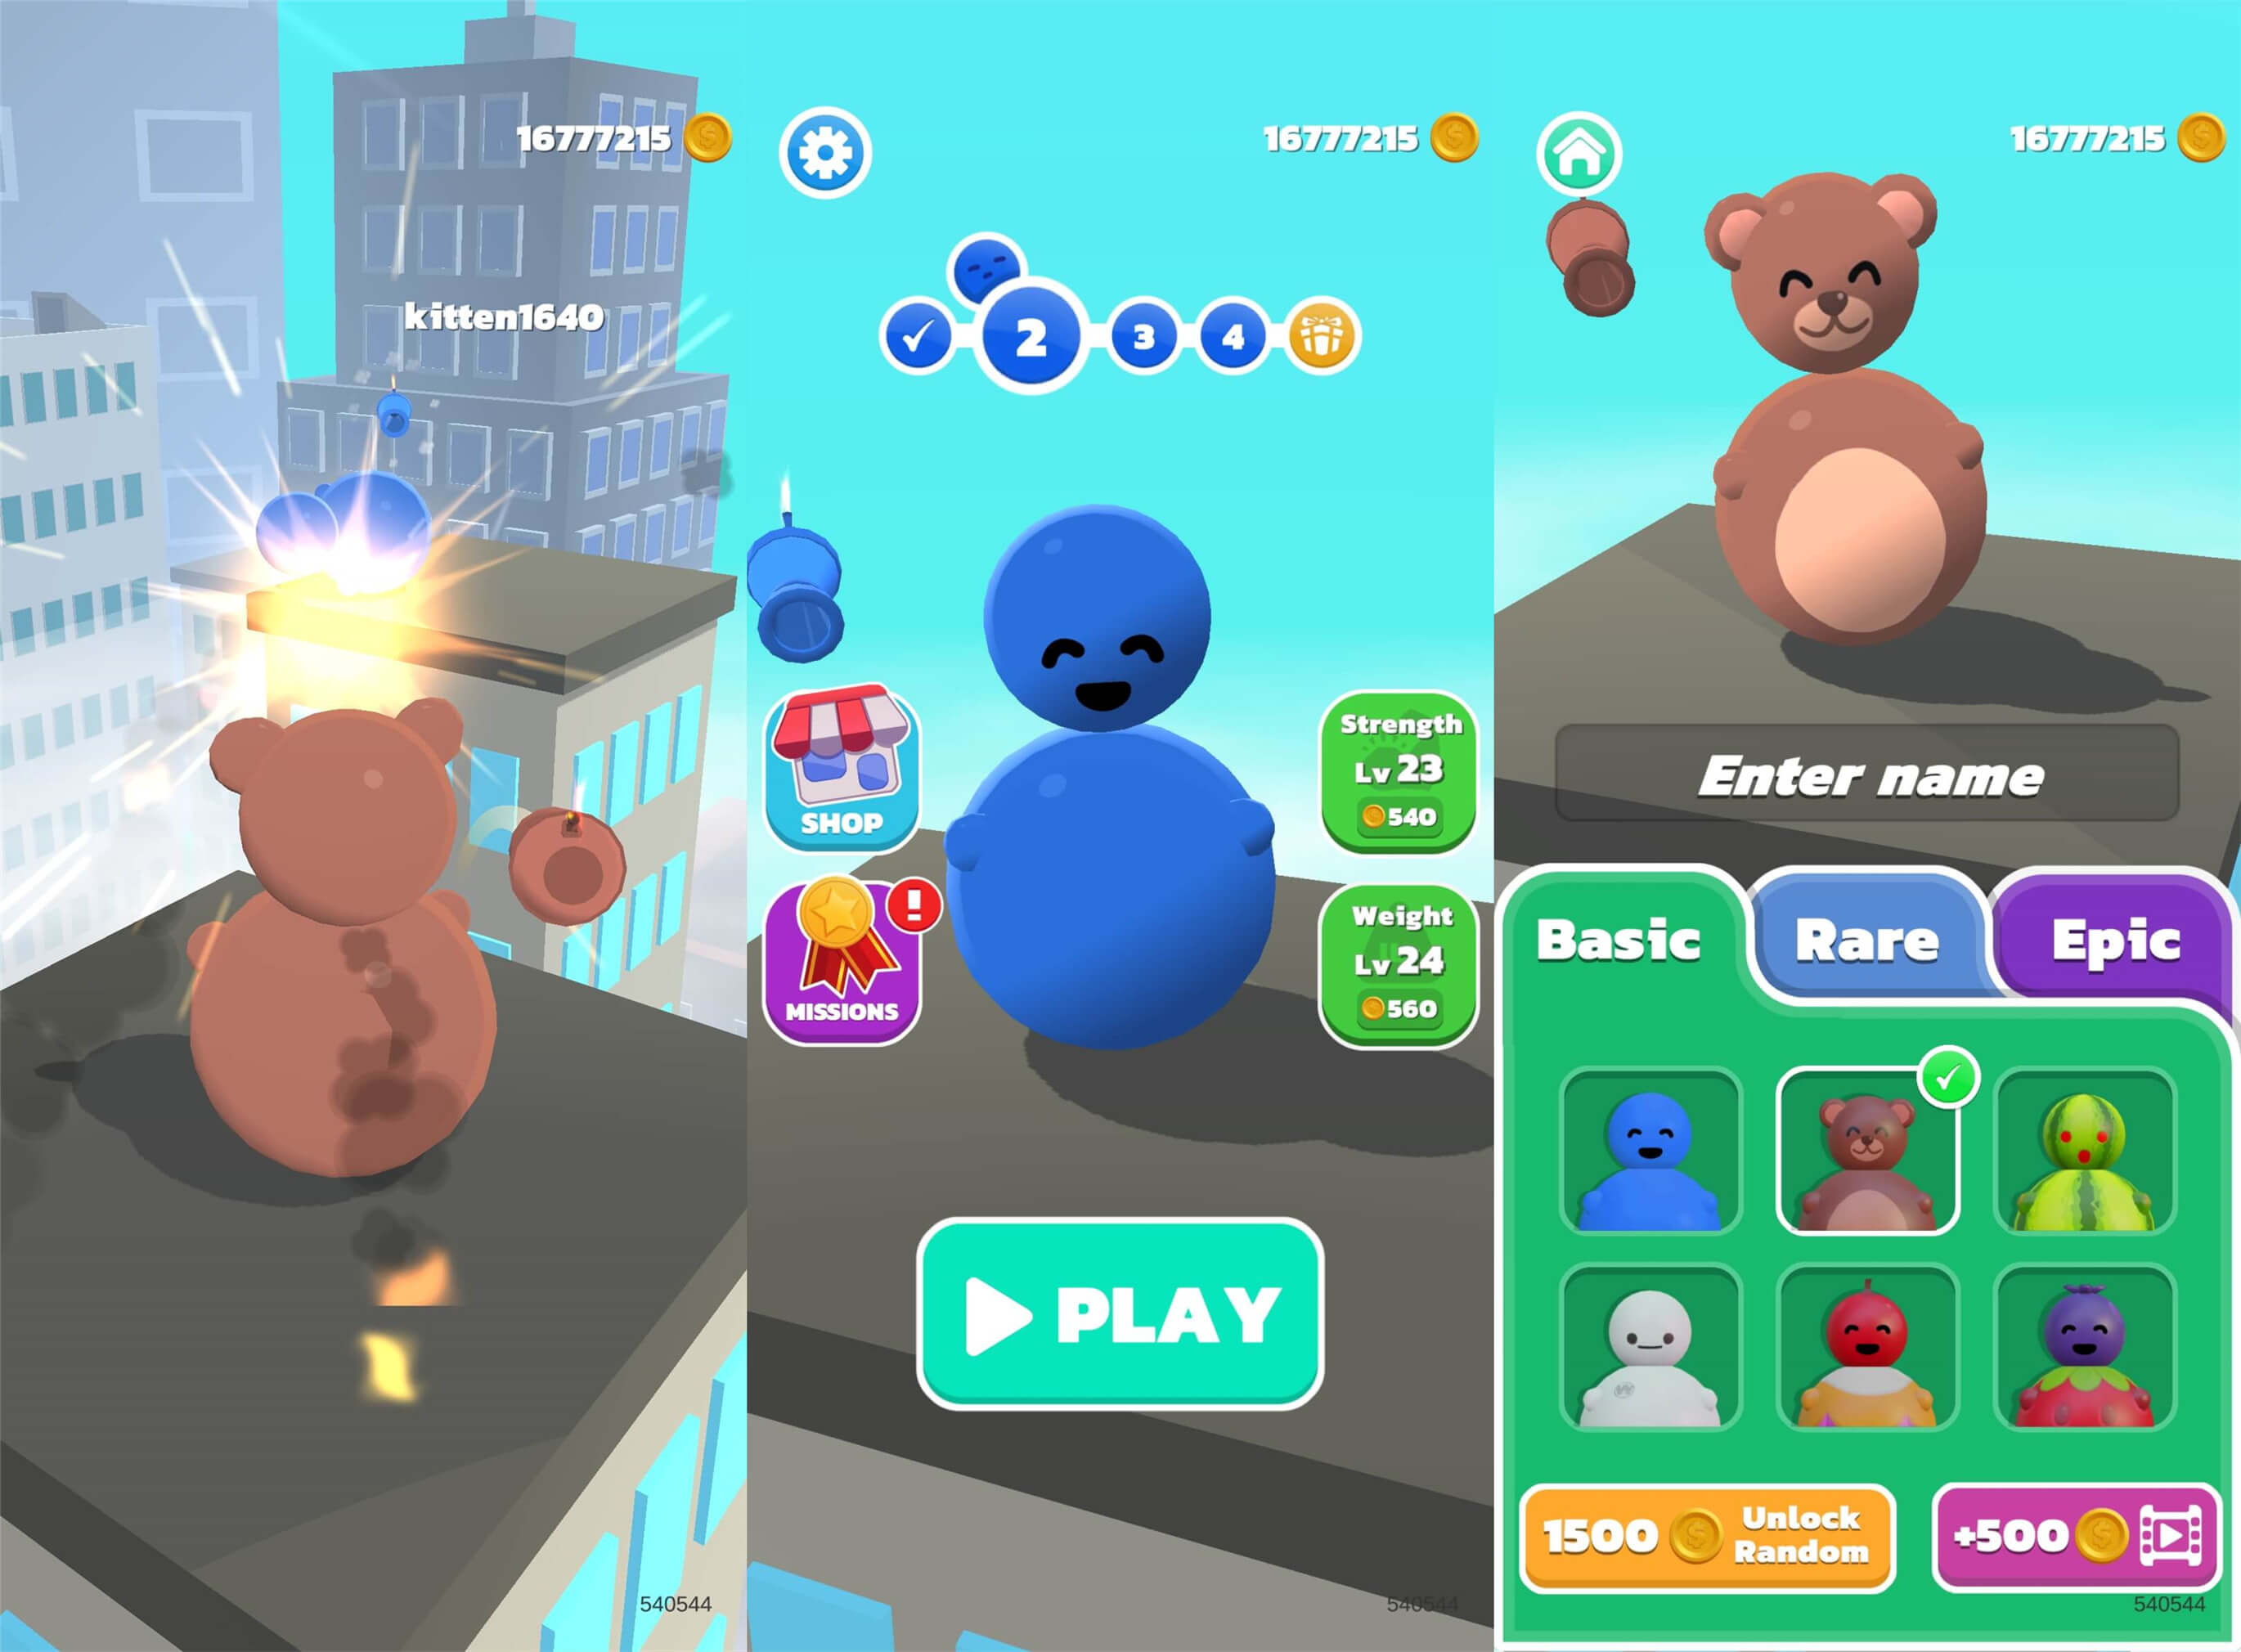 16777215
kitten1640
540544
16777215
2
3
4
SHOP
Strength
Lv 23
540
MISSIONS
!
Weight
Lv 24
560
PLAY
540544
16777215
Enter name
Basic
Rare
Epic
1500
Unlock
Random
+500
540544